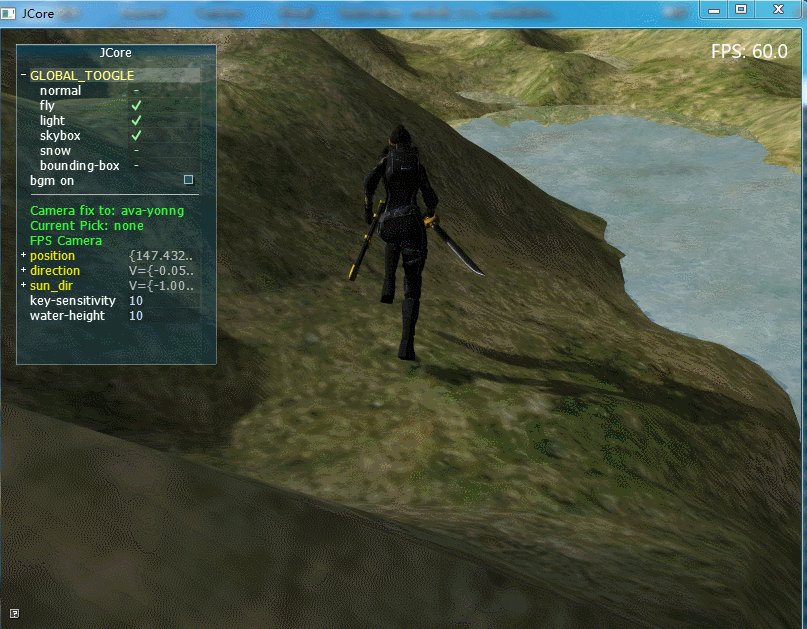 JCore
FPS: 60.0
JCore
GLOBAL_TOOGLE
normal -
fly
light
skybox
snow -
bounding-box -
bgm on
Camera fix to: ava-yonng
Current Pick: none
FPS Camera
+ position {147.432..
+ direction V={-0.05..
+ sun_dir V={-1.00..
key-sensitivity 10
water-height 10
?